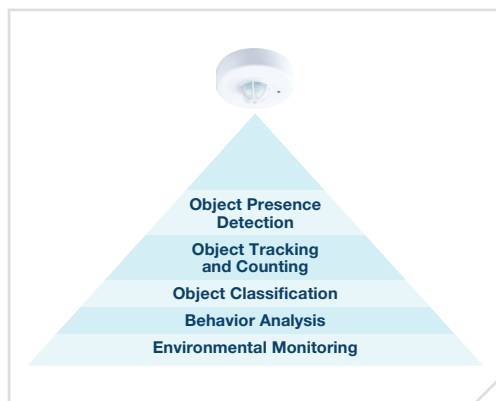 Object Presence
Detection
Object Tracking
and Counting
Object Classification
Behavior Analysis
Environmental Monitoring